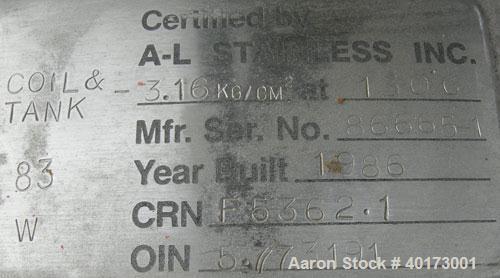 Certified by
A-L STAINLESS INC.
COIL & TANK - 3.16 KG/CM² at 130°C
Mfr. Ser. No. 86665-1
83 Year Built 1986
W CRN F5362.1
OIN
Aaron Stock # 40173001